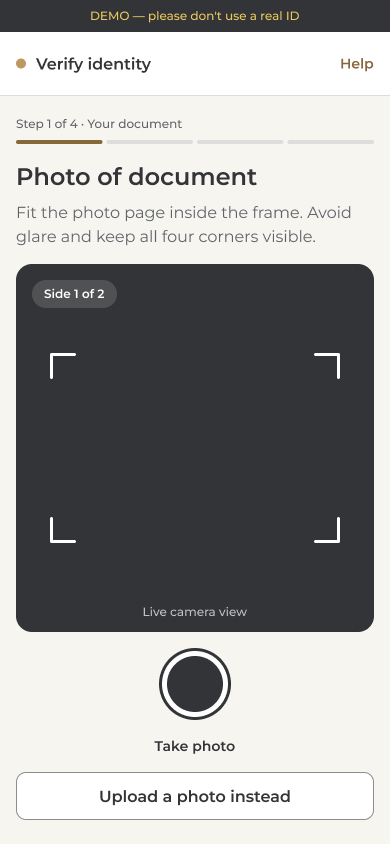 DEMO — please don't use a real ID
Verify identity
Help
Step 1 of 4 · Your document
Photo of document
Fit the photo page inside the frame. Avoid
glare and keep all four corners visible.
Side 1 of 2
Live camera view
Take photo
Upload a photo instead